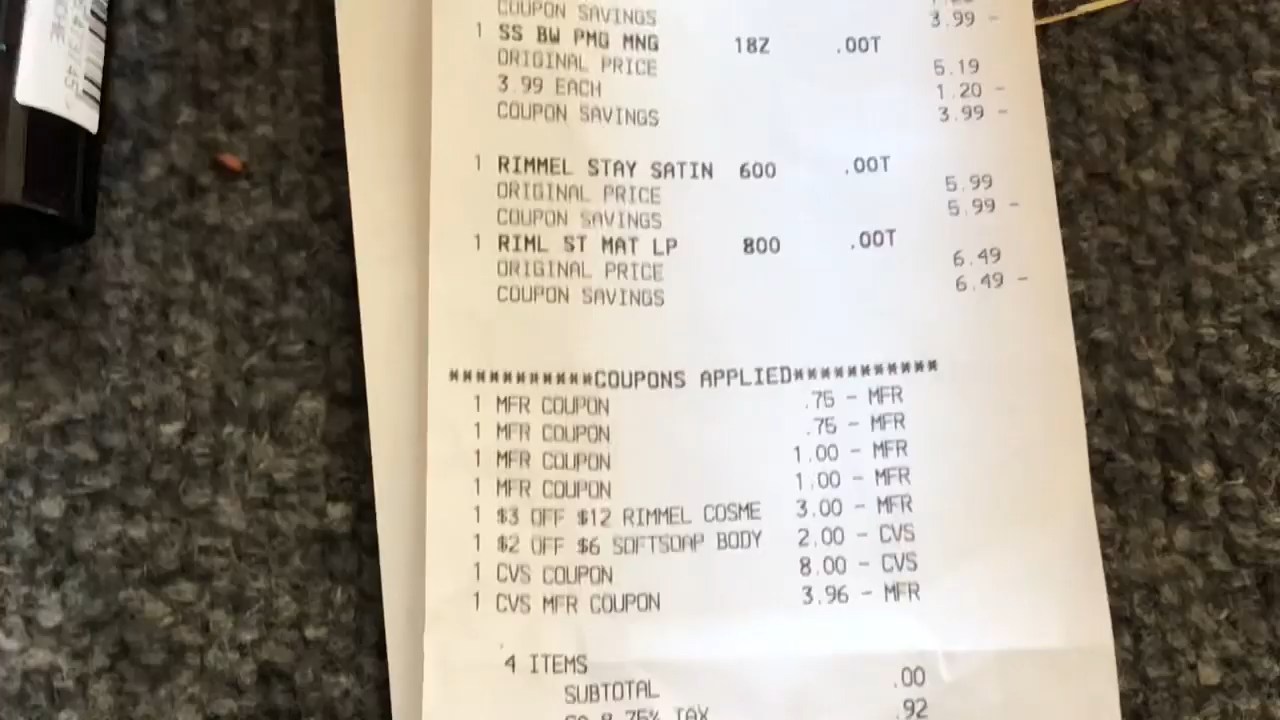 COUPON SAVINGS 3.99 -
1 SS BW PMG MNG 18Z .00T
ORIGINAL PRICE 5.19
3.99 EACH 1.20 -
COUPON SAVINGS 3.99 -
1 RIMMEL STAY SATIN 600 .00T
ORIGINAL PRICE 5.99
COUPON SAVINGS 5.99 -
1 RIML ST MAT LP 800 .00T
ORIGINAL PRICE 6.49
COUPON SAVINGS 6.49 -
***********COUPONS APPLIED***********
1 MFR COUPON .75 - MFR
1 MFR COUPON .75 - MFR
1 MFR COUPON 1.00 - MFR
1 MFR COUPON 1.00 - MFR
1 $3 OFF $12 RIMMEL COSME 3.00 - MFR
1 $2 OFF $6 SOFTSOAP BODY 2.00 - CVS
1 CVS COUPON 8.00 - CVS
1 CVS MFR COUPON 3.96 - MFR
4 ITEMS
SUBTOTAL .00
8.75% TAX .92